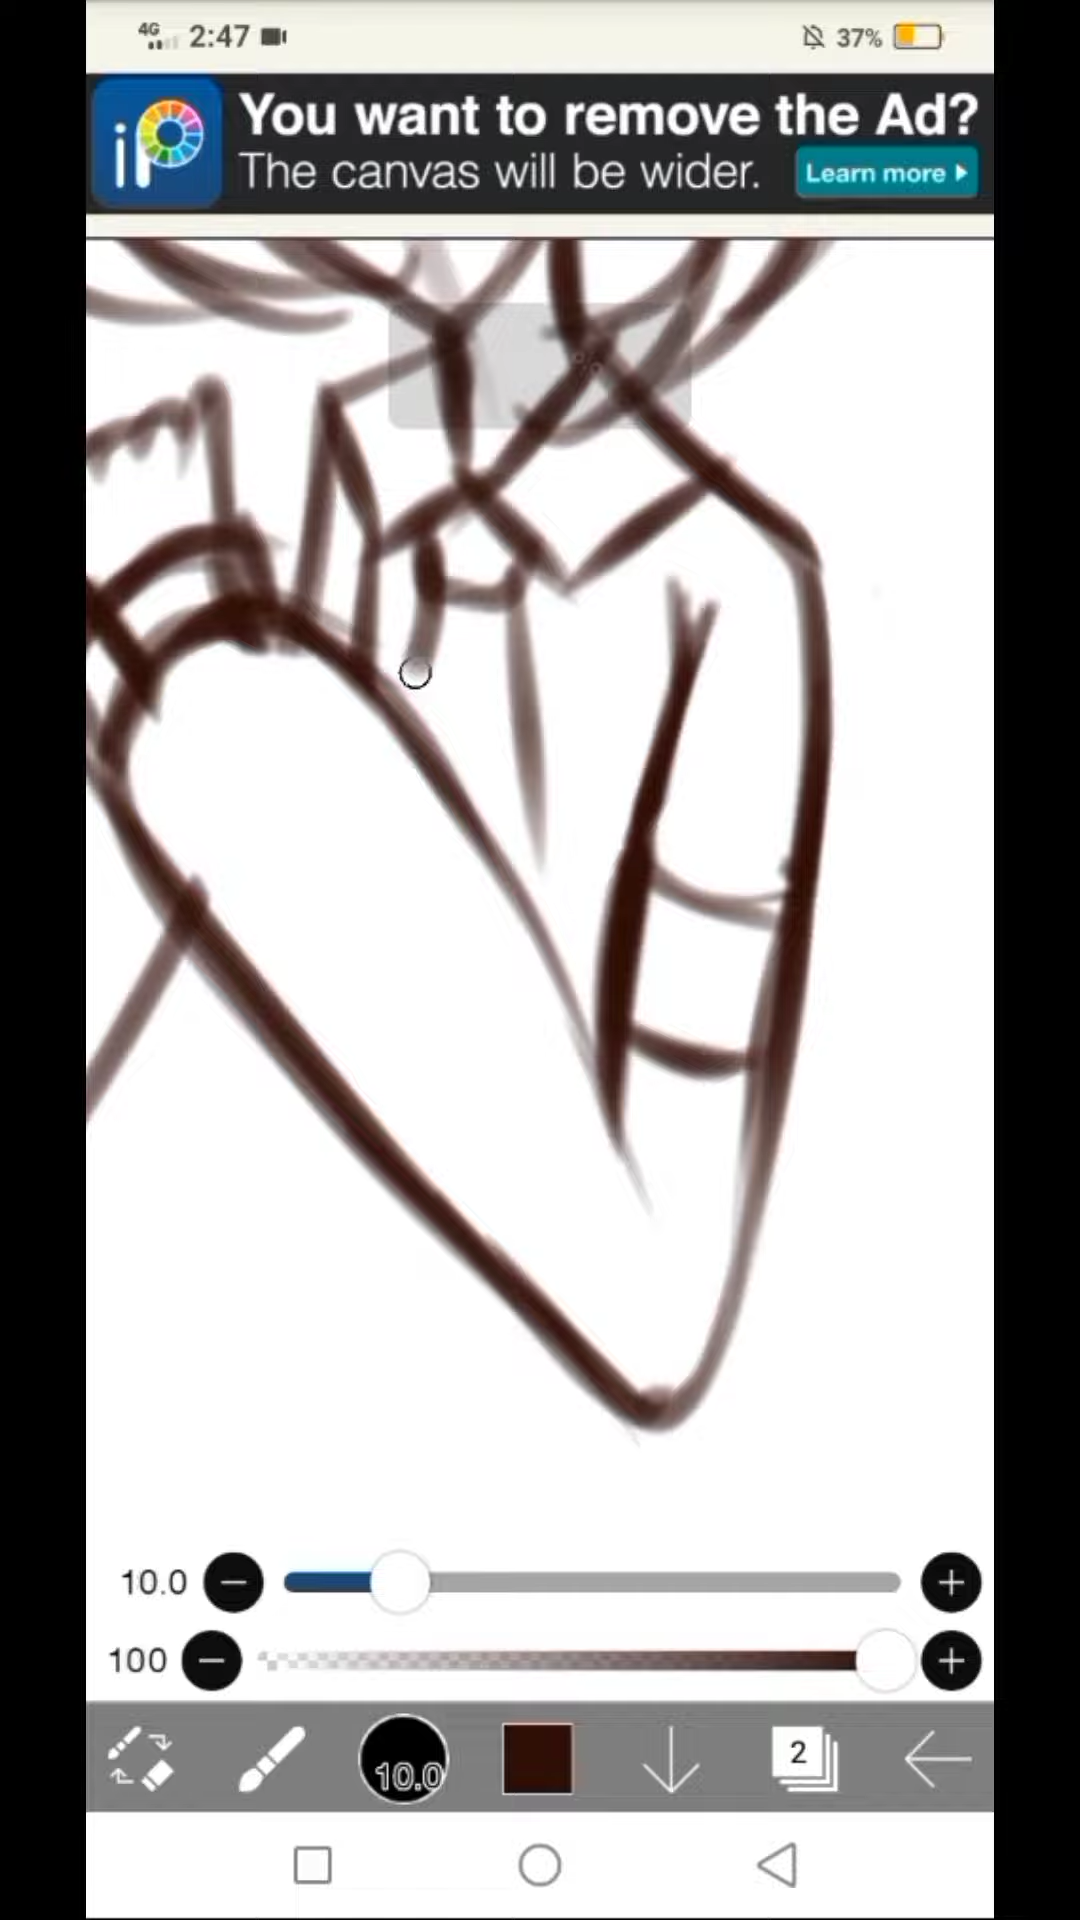 4G 2:47 37%
iP
You want to remove the Ad?
The canvas will be wider.
Learn more
%
10.0
100
10.0
2